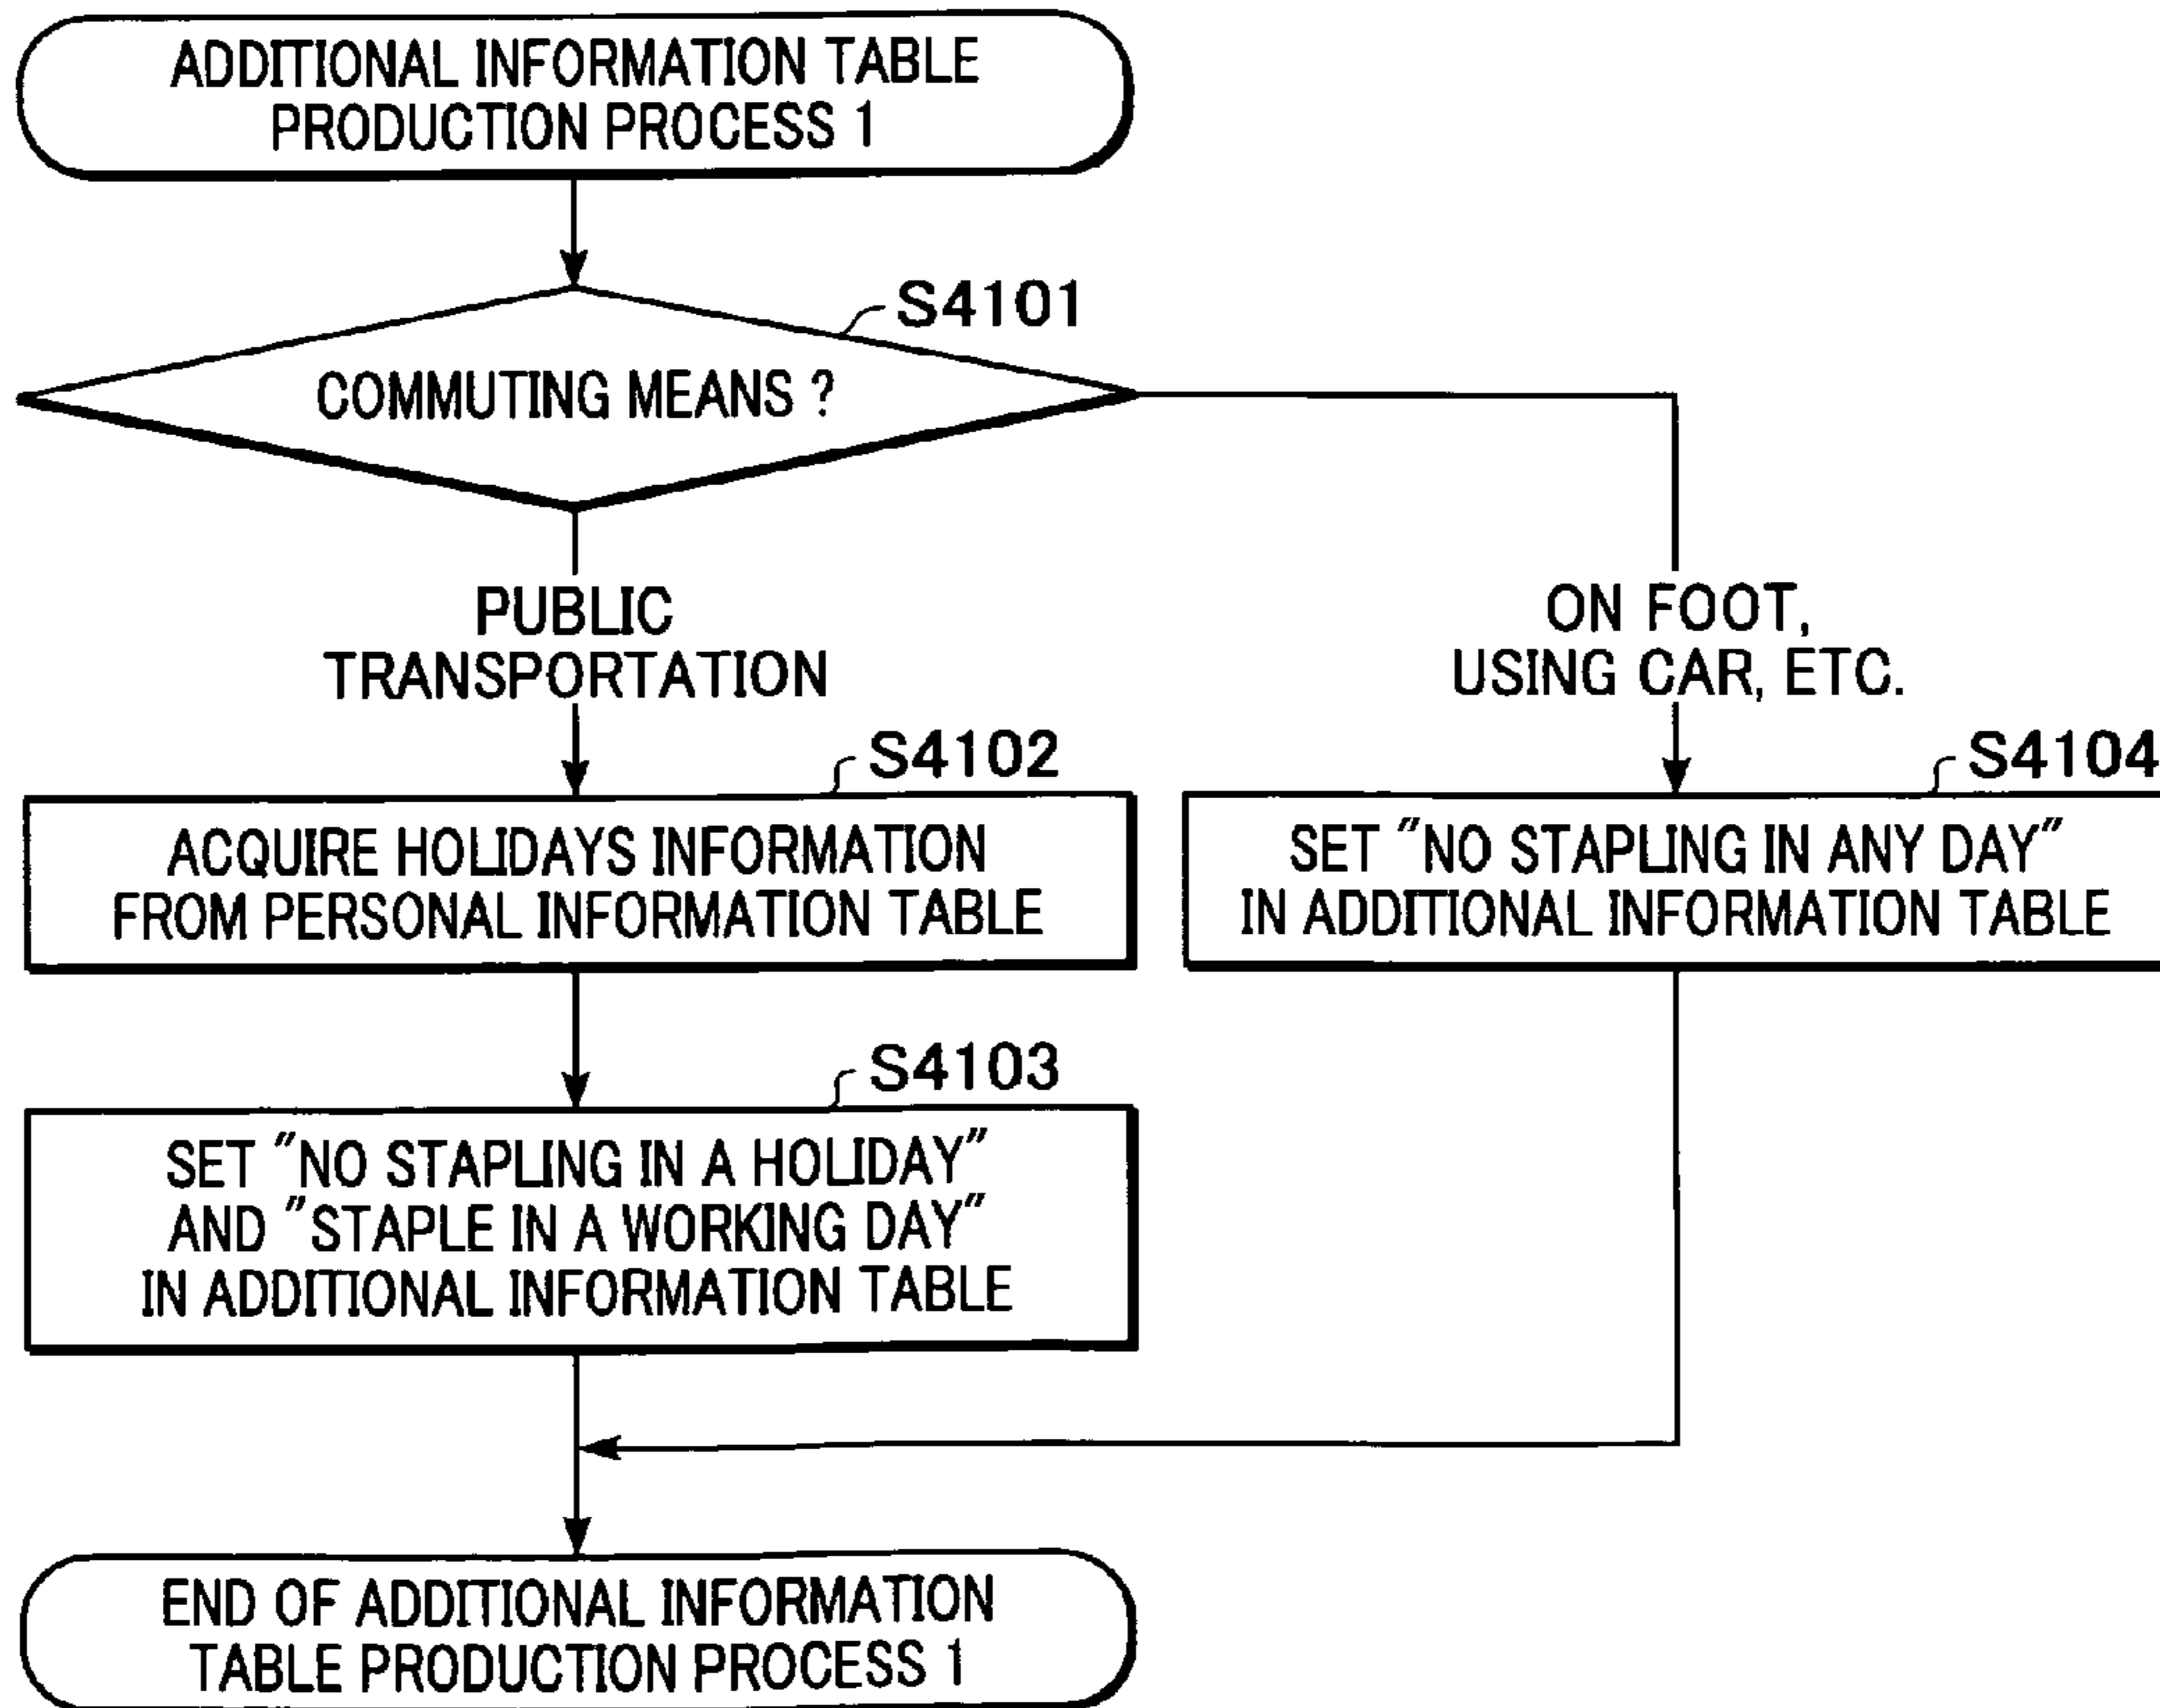 ADDITIONAL INFORMATION TABLE
PRODUCTION PROCESS 1
S4101
COMMUTING MEANS ?
PUBLIC
TRANSPORTATION
ON FOOT,
USING CAR, ETC.
S4102
ACQUIRE HOLIDAYS INFORMATION
FROM PERSONAL INFORMATION TABLE
S4104
SET "NO STAPLING IN ANY DAY"
IN ADDITIONAL INFORMATION TABLE
S4103
SET "NO STAPLING IN A HOLIDAY"
AND "STAPLE IN A WORKING DAY"
IN ADDITIONAL INFORMATION TABLE
END OF ADDITIONAL INFORMATION
TABLE PRODUCTION PROCESS 1